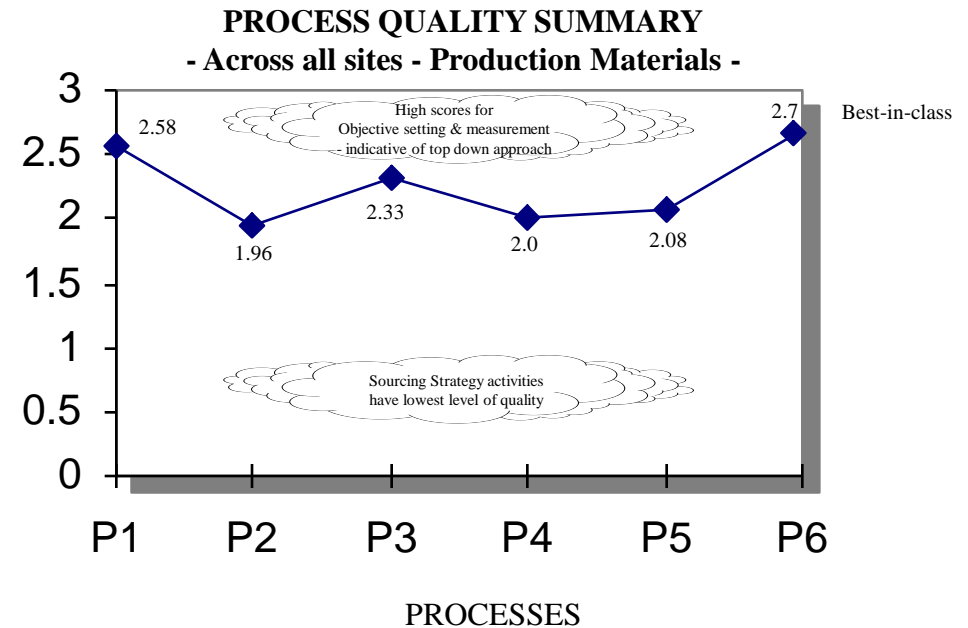 PROCESS QUALITY SUMMARY
- Across all sites - Production Materials -
3
2.5
2
1.5
1
0.5
0
High scores for
Objective setting & measurement
- indicative of top down approach
2.58
1.96
2.33
2.0
2.08
2.7
Best-in-class
Sourcing Strategy activities
have lowest level of quality
P1 P2 P3 P4 P5 P6
PROCESSES